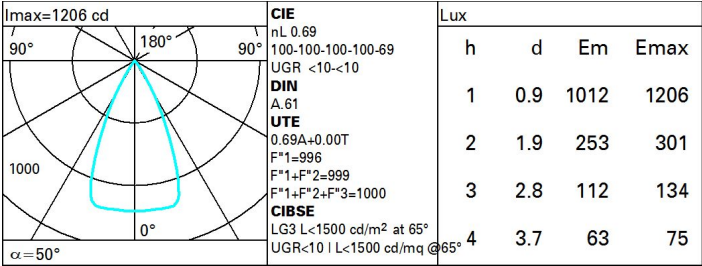 Imax=1206 cd
90°
180°
90°
1000
0°
α=50°
CIE
nL 0.69
100-100-100-100-69
UGR <10-<10
DIN
A.61
UTE
0.69A+0.00T
F"1=996
F"1+F"2=999
F"1+F"2+F"3=1000
CIBSE
LG3 L<1500 cd/m² at 65°
UGR<10 | L<1500 cd/mq @65°
Lux
h d Em Emax
1 0.9 1012 1206
2 1.9 253 301
3 2.8 112 134
4 3.7 63 75